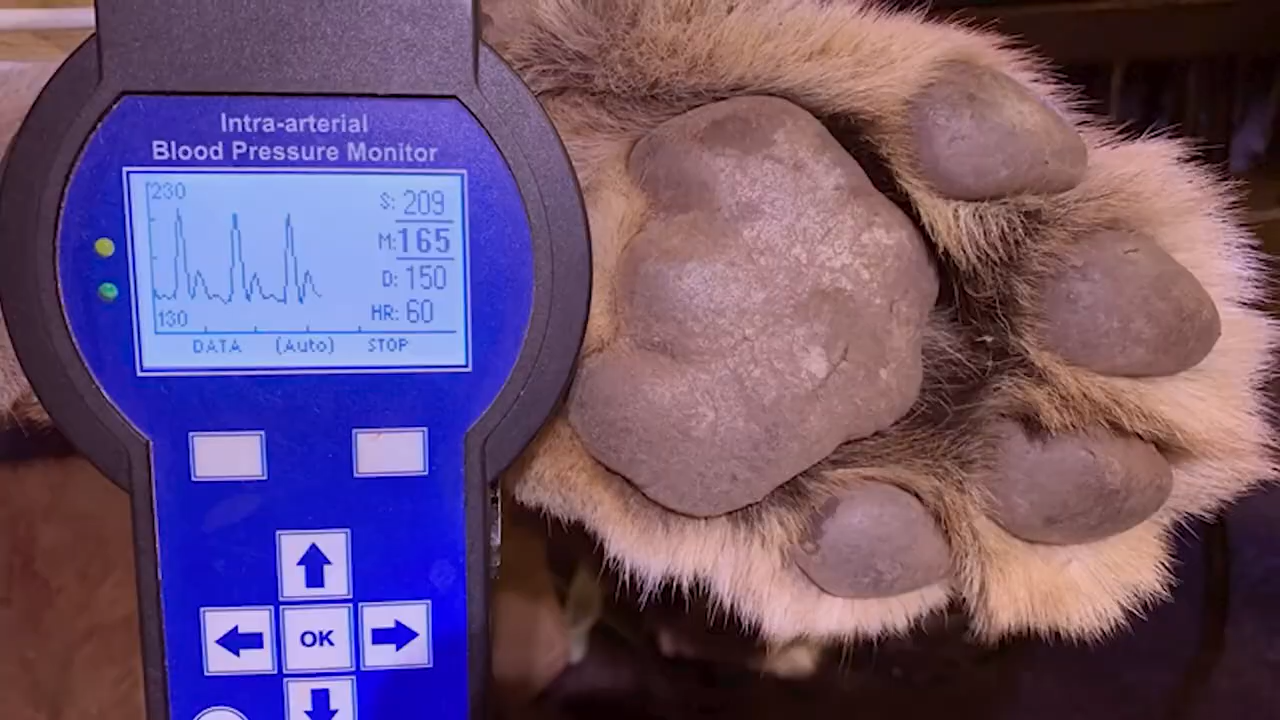 Intra-arterial
Blood Pressure Monitor
230
S: 209
M: 165
D: 150
HR: 60
130
DATA (Auto) STOP
OK